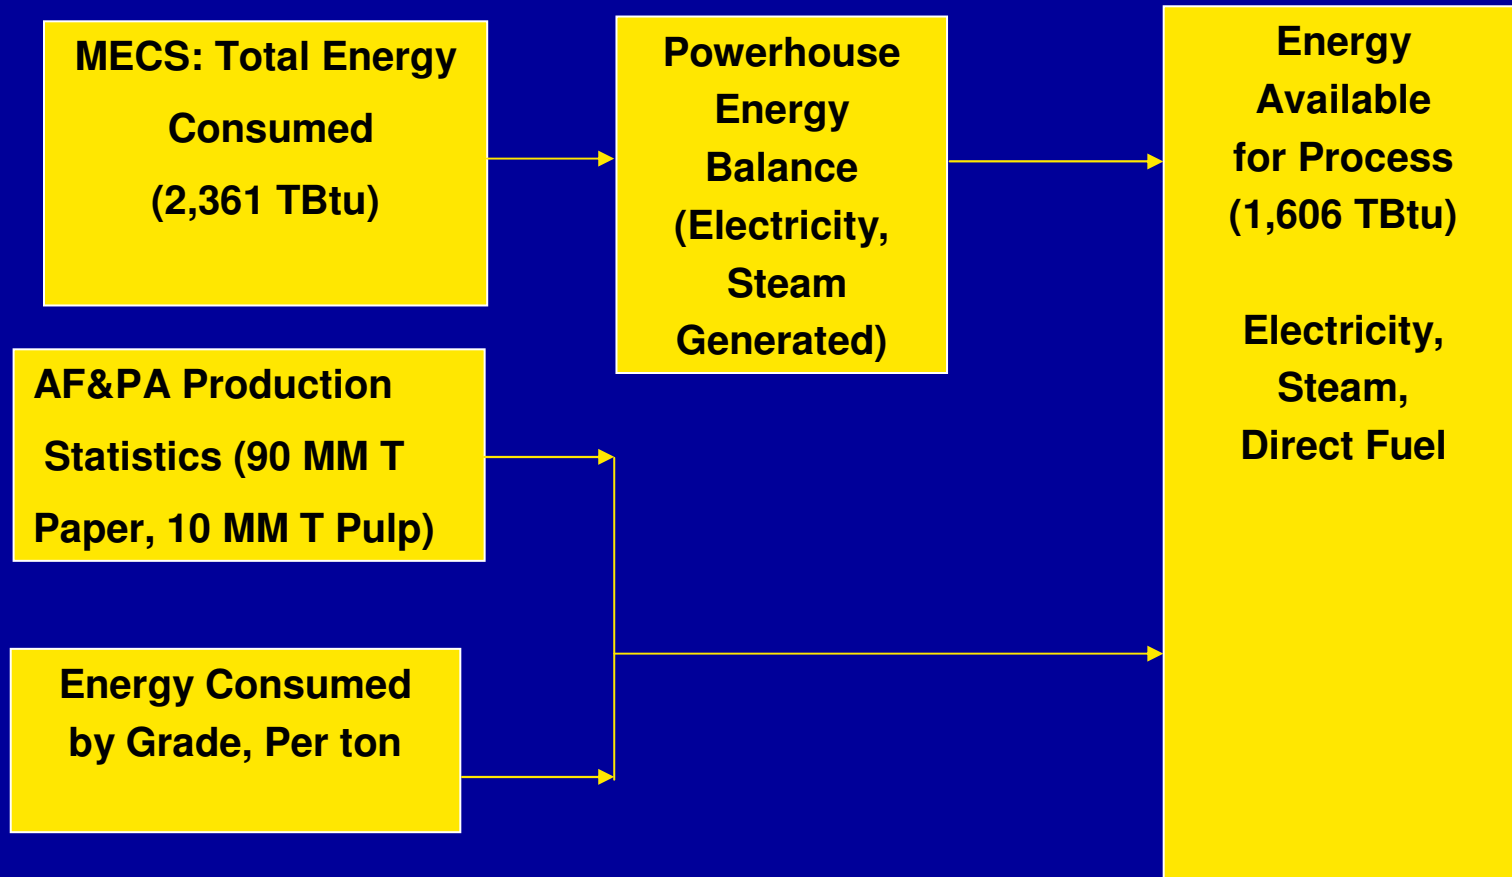 MECS: Total Energy
Consumed
(2,361 TBtu)
Powerhouse
Energy
Balance
(Electricity,
Steam
Generated)
Energy
Available
for Process
(1,606 TBtu)
Electricity,
Steam,
Direct Fuel
AF&PA Production
Statistics (90 MM T
Paper, 10 MM T Pulp)
Energy Consumed
by Grade, Per ton